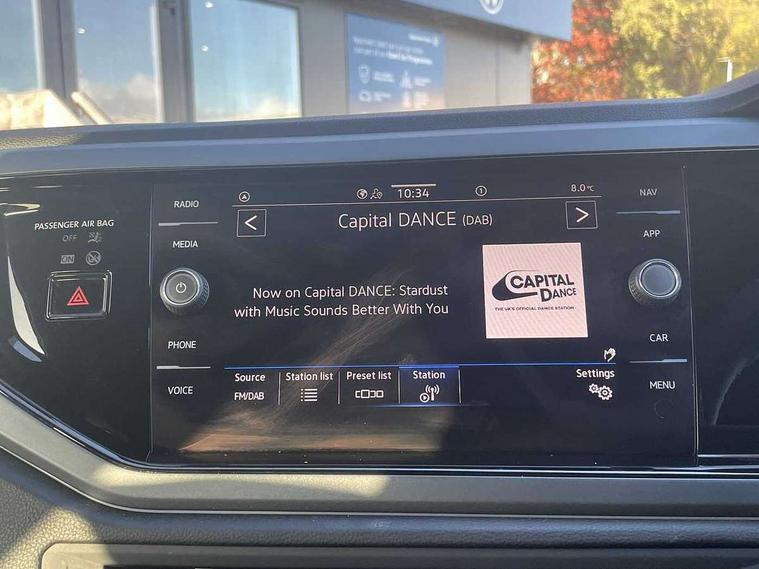 RADIO
10:34
1
8.0°C
NAV
PASSENGER AIR BAG
OFF
ON
MEDIA
< Capital DANCE (DAB) >
APP
Now on Capital DANCE: Stardust
with Music Sounds Better With You
CAPITAL
DANCE
THE UK'S OFFICIAL DANCE STATION
PHONE
CAR
VOICE
Source Station list Preset list Station Settings
FM/DAB
MENU